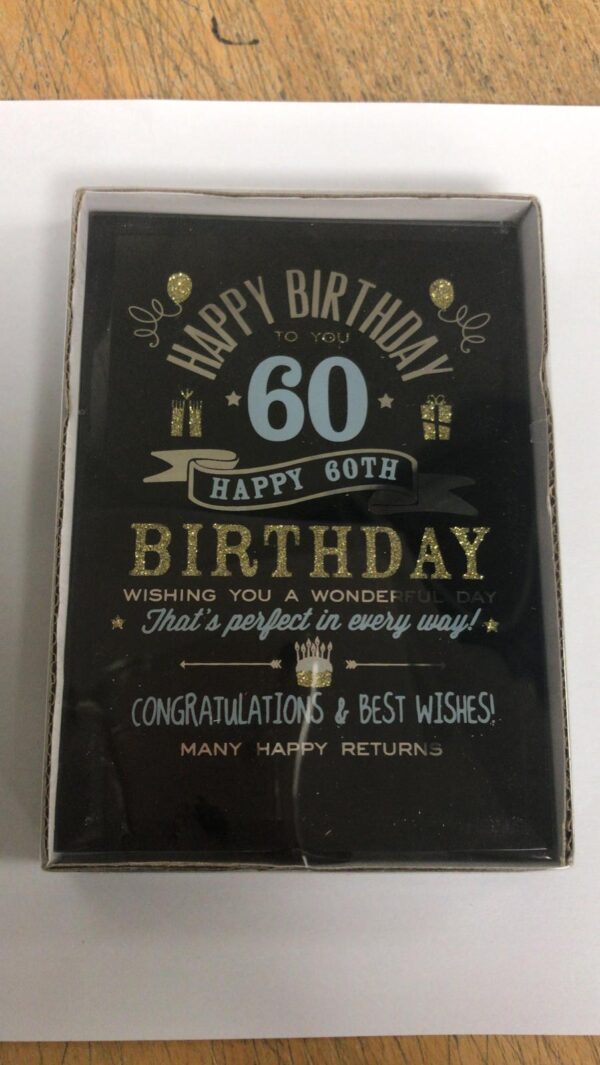 HAPPY BIRTHDAY
TO YOU
60
HAPPY 60TH
BIRTHDAY
WISHING YOU A WONDERFUL DAY
That's perfect in every way!
CONGRATULATIONS & BEST WISHES!
MANY HAPPY RETURNS